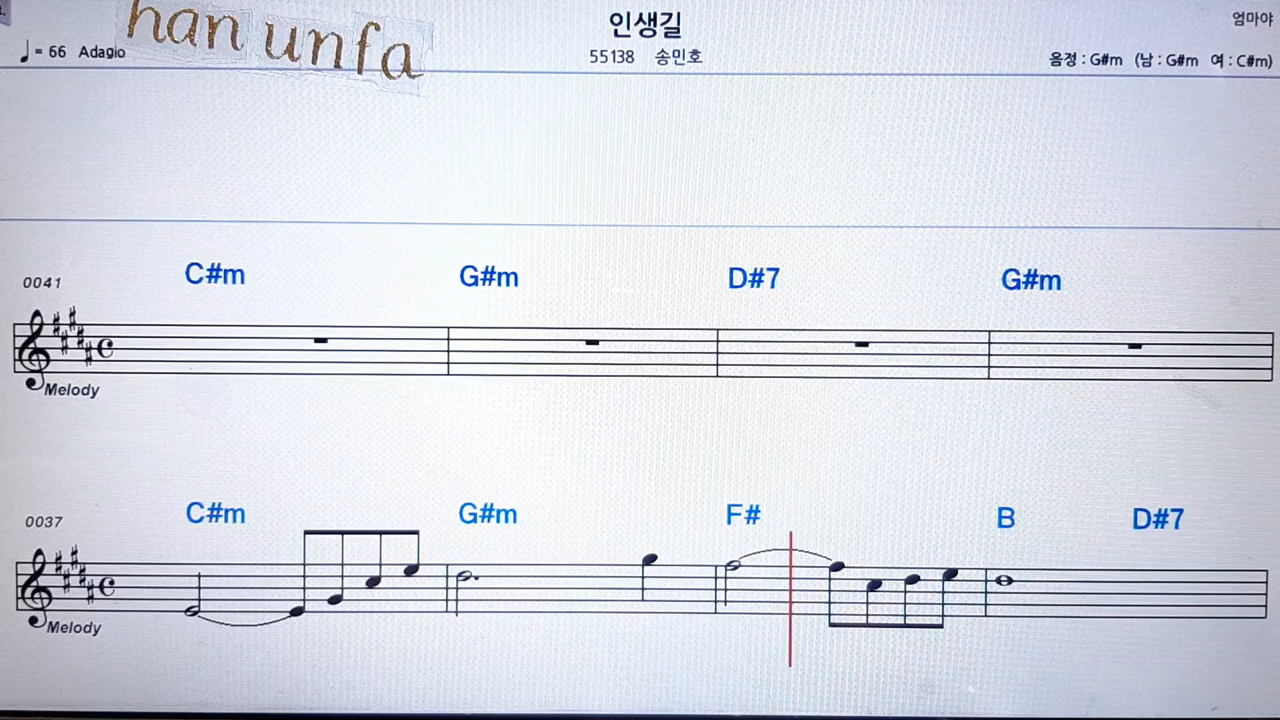 han unfa
인생길
엄마야
♩= 66 Adagio
55138 송민호
음정 : G#m (남 : G#m 여 : C#m)
C#m G#m D#7 G#m
0041
Melody
C#m G#m F# B D#7
0037
Melody